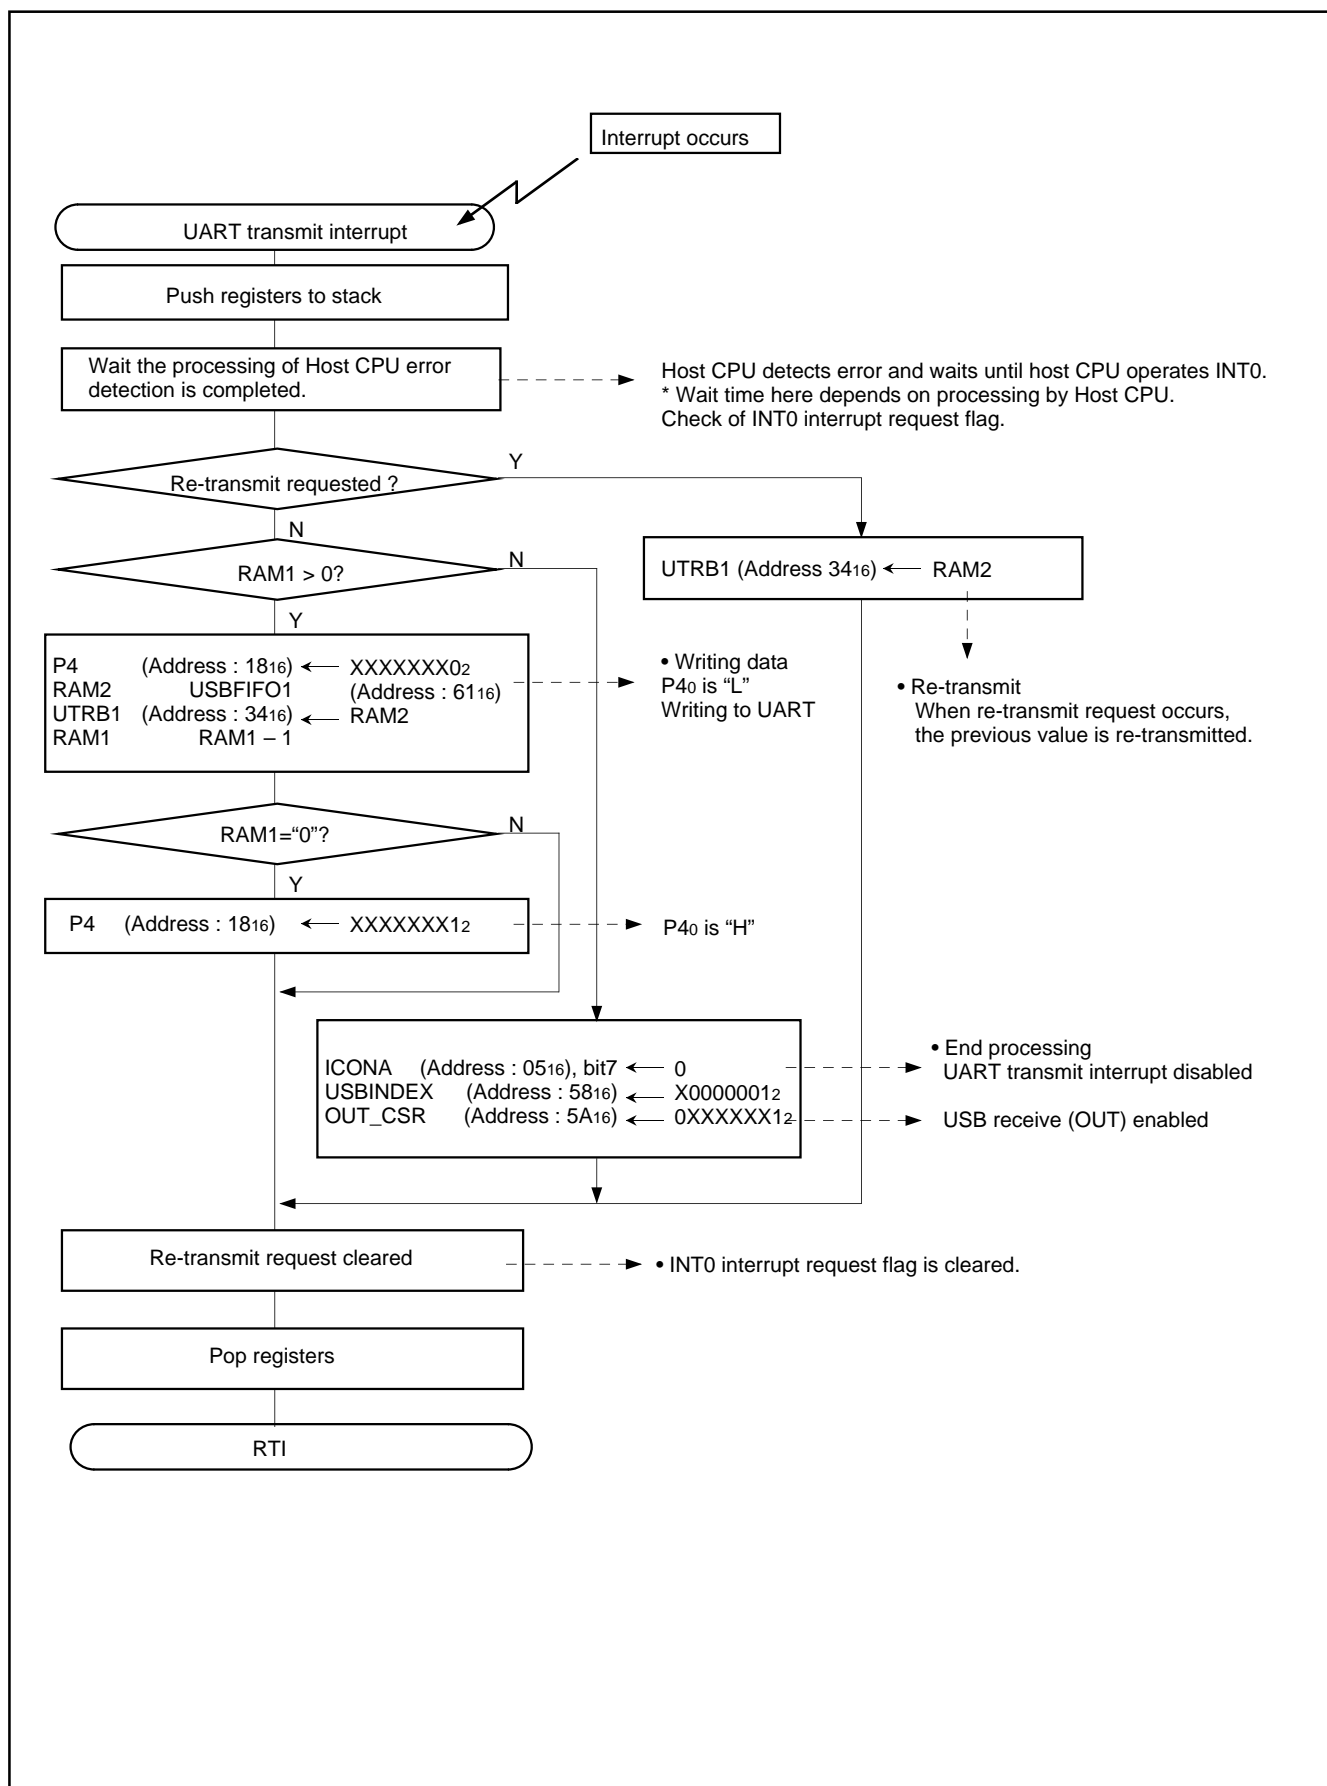 Interrupt occurs
UART transmit interrupt
Push registers to stack
Wait the processing of Host CPU error
detection is completed.
Host CPU detects error and waits until host CPU operates INT0.
* Wait time here depends on processing by Host CPU.
Check of INT0 interrupt request flag.
Re-transmit requested ?
Y
N
RAM1 > 0?
N
Y
UTRB1 (Address 3416) ← RAM2
P4 (Address : 1816) ← XXXXXXX02
RAM2 USBFIFO1 (Address : 6116)
UTRB1 (Address : 3416) ← RAM2
RAM1 RAM1 – 1
• Writing data
P40 is “L”
Writing to UART
• Re-transmit
When re-transmit request occurs,
the previous value is re-transmitted.
RAM1=“0”?
N
Y
P4 (Address : 1816) ← XXXXXXX12
P40 is “H”
ICONA (Address : 0516), bit7 ← 0
USBINDEX (Address : 5816) ← X00000012
OUT_CSR (Address : 5A16) ← 0XXXXXX12
• End processing
UART transmit interrupt disabled
USB receive (OUT) enabled
Re-transmit request cleared
• INT0 interrupt request flag is cleared.
Pop registers
RTI